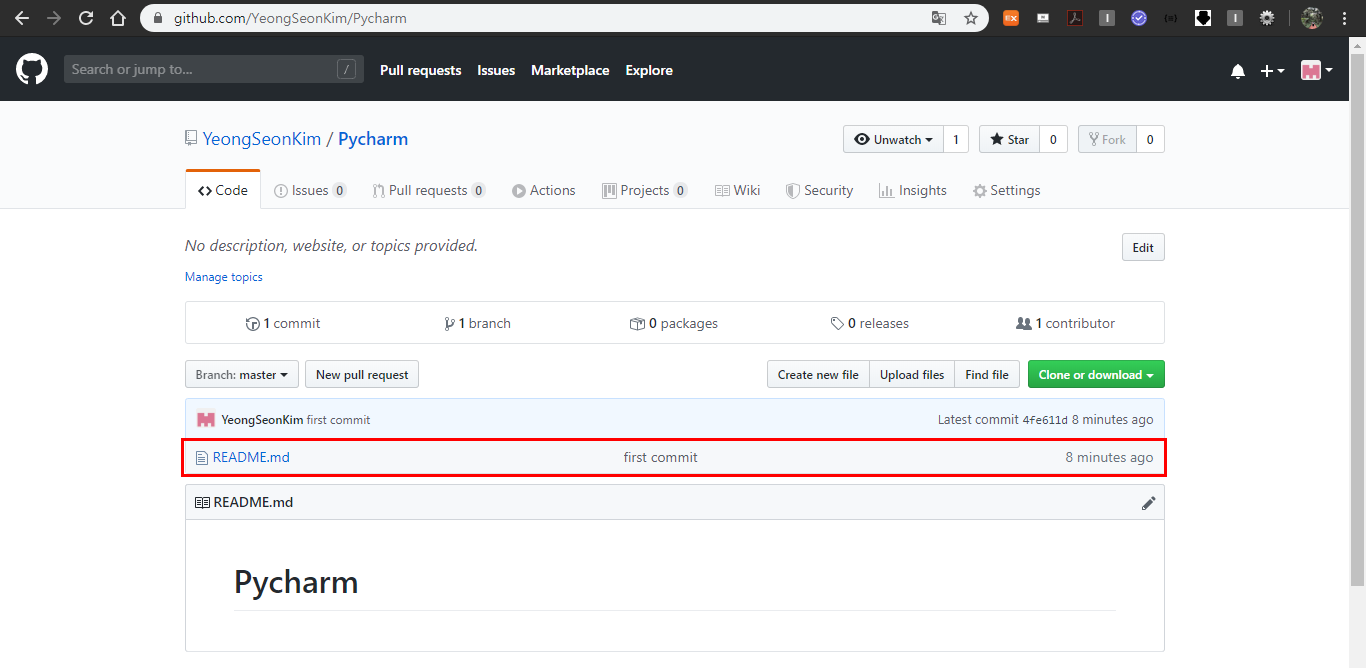 github.com/YeongSeonKim/Pycharm
Search or jump to... /
Pull requests Issues Marketplace Explore
YeongSeonKim / Pycharm
Unwatch 1 Star 0 Fork 0
Code Issues 0 Pull requests 0 Actions Projects 0 Wiki Security Insights Settings
No description, website, or topics provided.
Edit
Manage topics
1 commit 1 branch 0 packages 0 releases 1 contributor
Branch: master New pull request Create new file Upload files Find file Clone or download
YeongSeonKim first commit Latest commit 4fe611d 8 minutes ago
README.md first commit 8 minutes ago
README.md
Pycharm